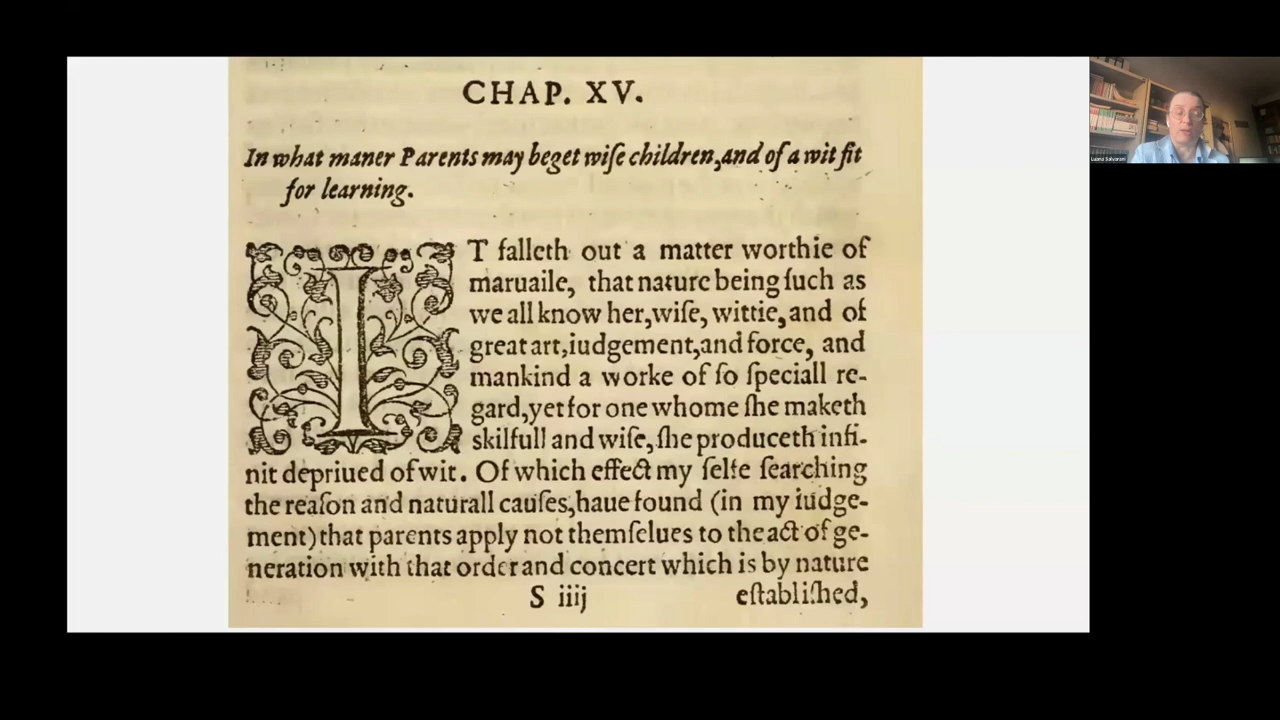 CHAP. XV.
In what maner Parents may beget wiſe children,and of a wit fit
for learning.
IT falleth out a matter worthie of
maruaile, that nature being ſuch as
we all know her,wiſe, wittie, and of
great art,iudgement,and force, and
mankind a worke of ſo ſpeciall re-
gard,yet for one whome ſhe maketh
skilfull and wiſe,ſhe produceth infi-
nit depriued of wit. Of which effect my ſelfe ſearching
the reaſon and naturall cauſes,haue found (in my iudge-
ment)that parents apply not themſelues to the act of ge-
neration with that order and concert which is by nature
S iiij
eſtabliſhed,
Luana Salvarani